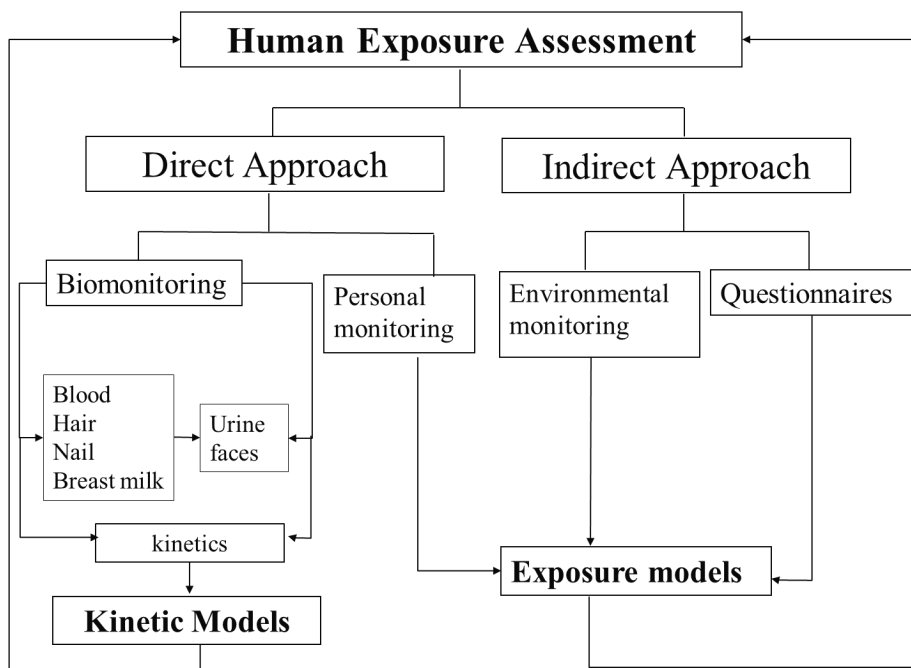 Human Exposure Assessment
Direct Approach
Indirect Approach
Biomonitoring
Personal
monitoring
Environmental
monitoring
Questionnaires
Blood
Hair
Nail
Breast milk
Urine
faces
kinetics
Kinetic Models
Exposure models